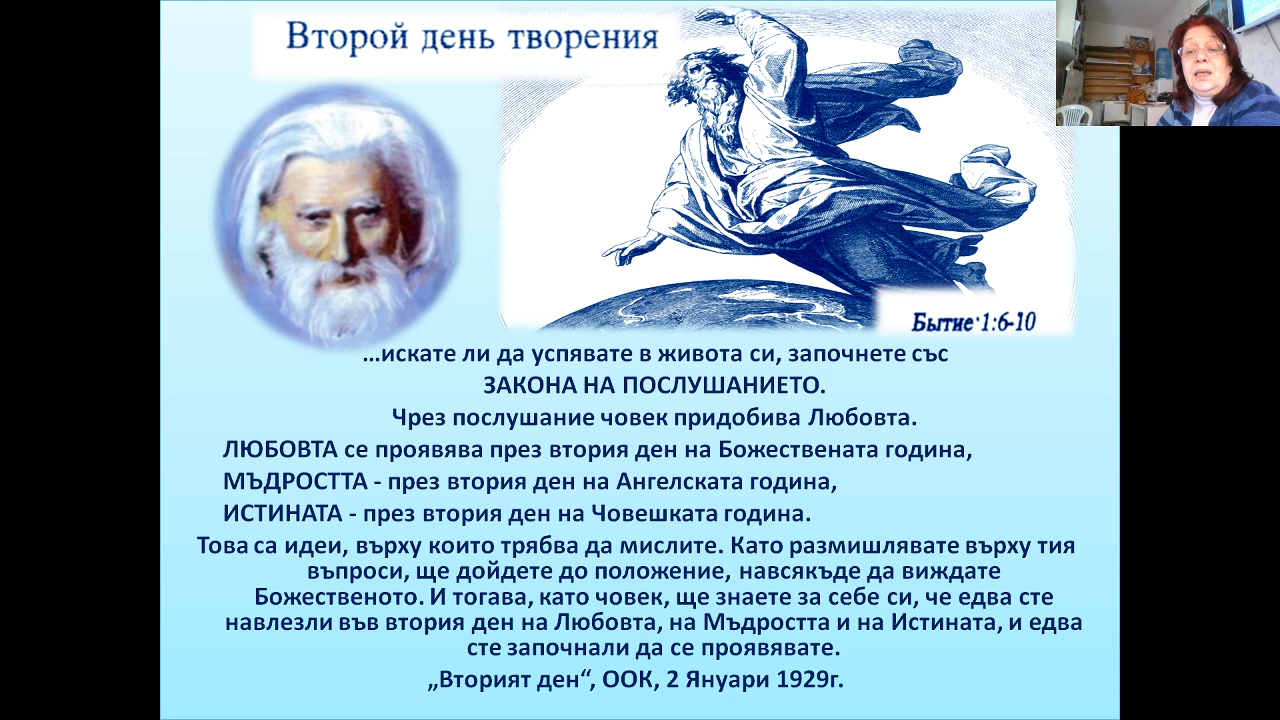 Второй день творения
Бытие 1:6-10
...искате ли да успявате в живота си, започнете със
ЗАКОНА НА ПОСЛУШАНИЕТО.
Чрез послушание човек придобива Любовта.
ЛЮБОВТА се проявява през втория ден на Божествената година,
МЪДРОСТТА - през втория ден на Ангелската година,
ИСТИНАТА - през втория ден на Човешката година.
Това са идеи, върху които трябва да мислите. Като размишлявате върху тия
въпроси, ще дойдете до положение, навсякъде да виждате
Божественото. И тогава, като човек, ще знаете за себе си, че едва сте
навлезли във втория ден на Любовта, на Мъдростта и на Истината, и едва
сте започнали да се проявявате.
„Вторият ден“, ООК, 2 Януари 1929г.